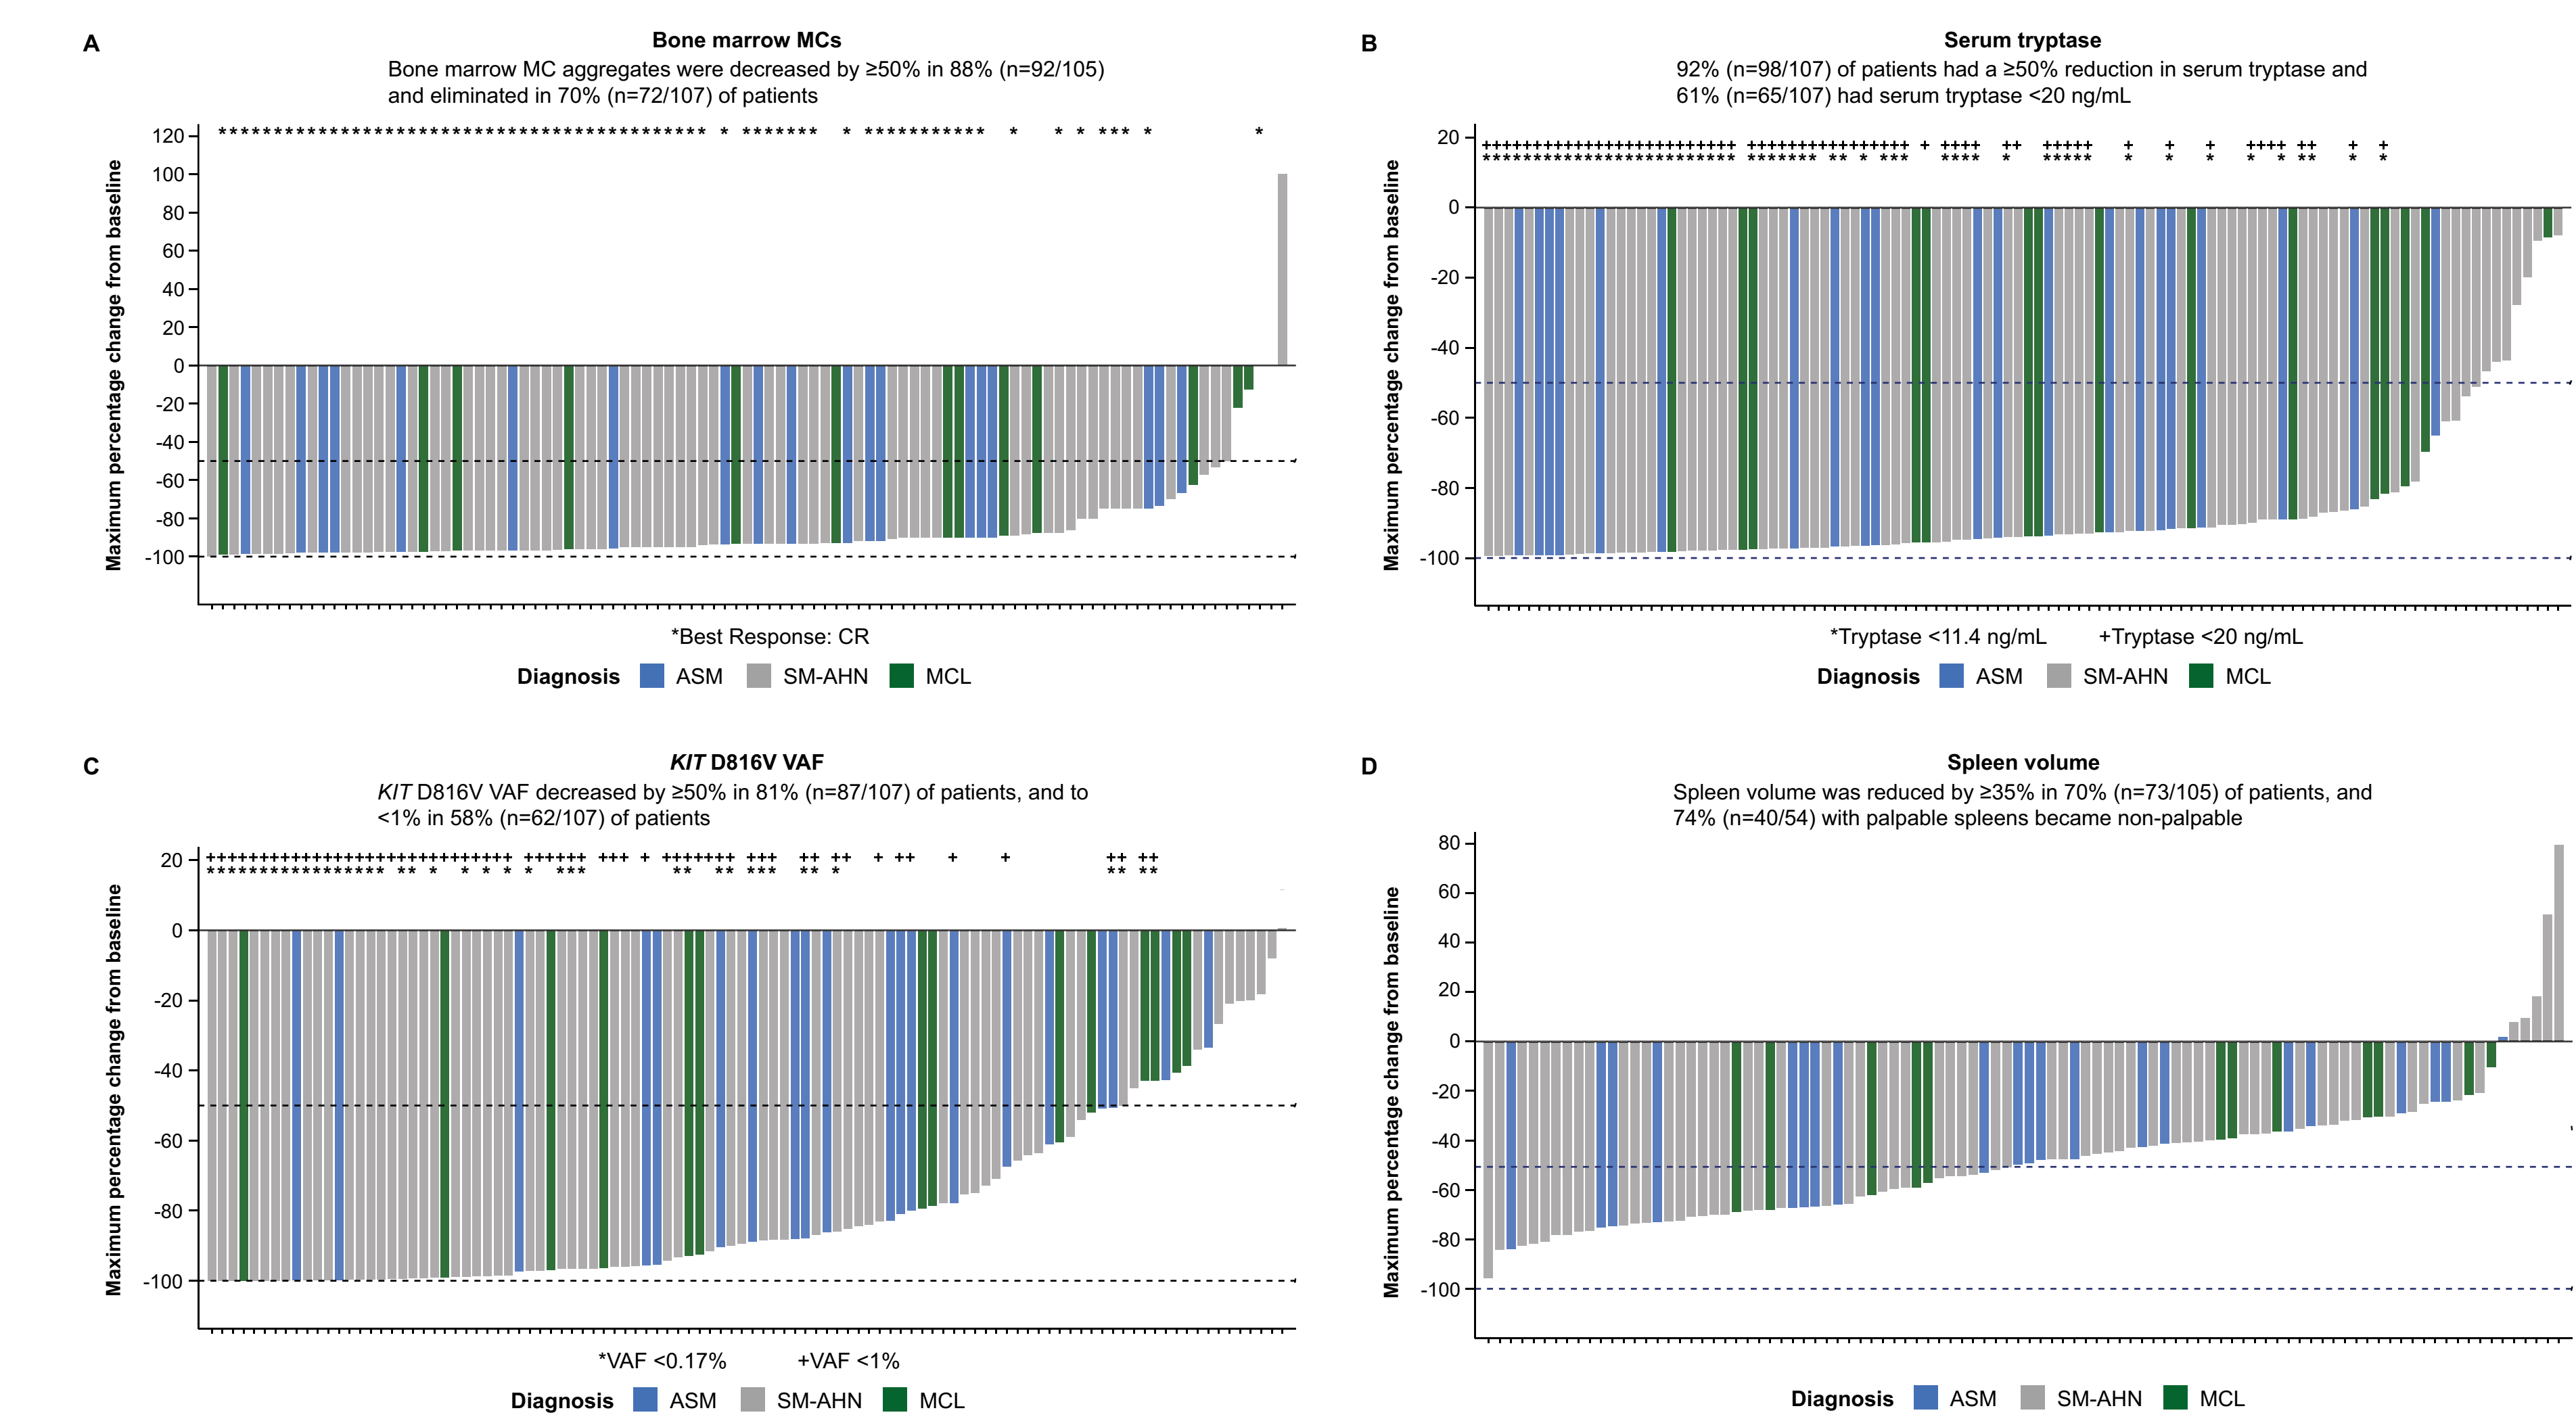 A
Bone marrow MCs
Bone marrow MC aggregates were decreased by ≥50% in 88% (n=92/105)
and eliminated in 70% (n=72/107) of patients
Maximum percentage change from baseline
120
100
80
60
40
20
0
-20
-40
-60
-80
-100
*Best Response: CR
Diagnosis ASM SM-AHN MCL
B
Serum tryptase
92% (n=98/107) of patients had a ≥50% reduction in serum tryptase and
61% (n=65/107) had serum tryptase <20 ng/mL
Maximum percentage change from baseline
20
0
-20
-40
-60
-80
-100
*Tryptase <11.4 ng/mL +Tryptase <20 ng/mL
Diagnosis ASM SM-AHN MCL
C
KIT D816V VAF
KIT D816V VAF decreased by ≥50% in 81% (n=87/107) of patients, and to
<1% in 58% (n=62/107) of patients
Maximum percentage change from baseline
20
0
-20
-40
-60
-80
-100
*VAF <0.17% +VAF <1%
Diagnosis ASM SM-AHN MCL
D
Spleen volume
Spleen volume was reduced by ≥35% in 70% (n=73/105) of patients, and
74% (n=40/54) with palpable spleens became non-palpable
Maximum percentage change from baseline
80
60
40
20
0
-20
-40
-60
-80
-100
Diagnosis ASM SM-AHN MCL